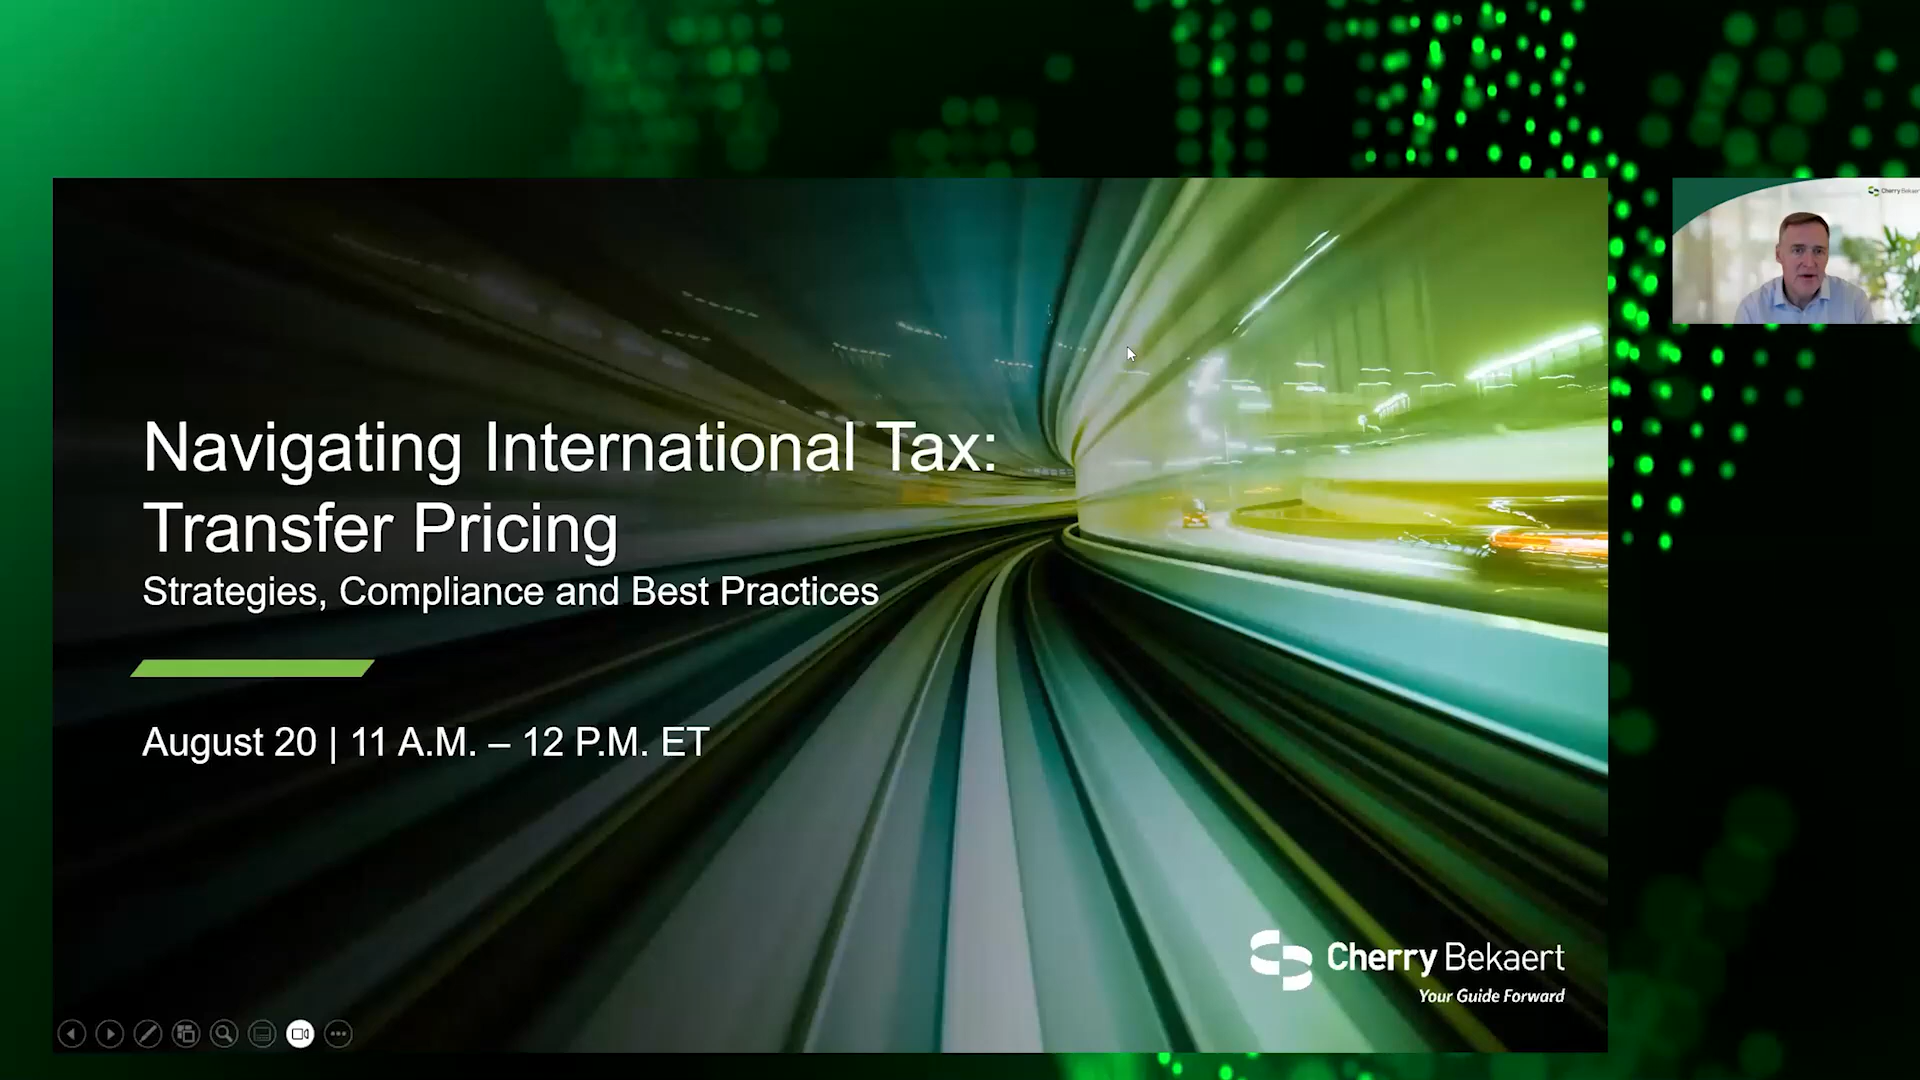 Navigating International Tax:
Transfer Pricing
Strategies, Compliance and Best Practices
August 20 | 11 A.M. – 12 P.M. ET
Cherry Bekaert
Your Guide Forward